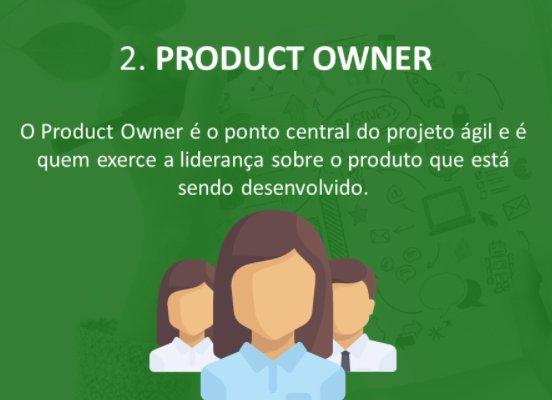 2. PRODUCT OWNER
O Product Owner é o ponto central do projeto ágil e é
quem exerce a liderança sobre o produto que está
sendo desenvolvido.
BUSINESS